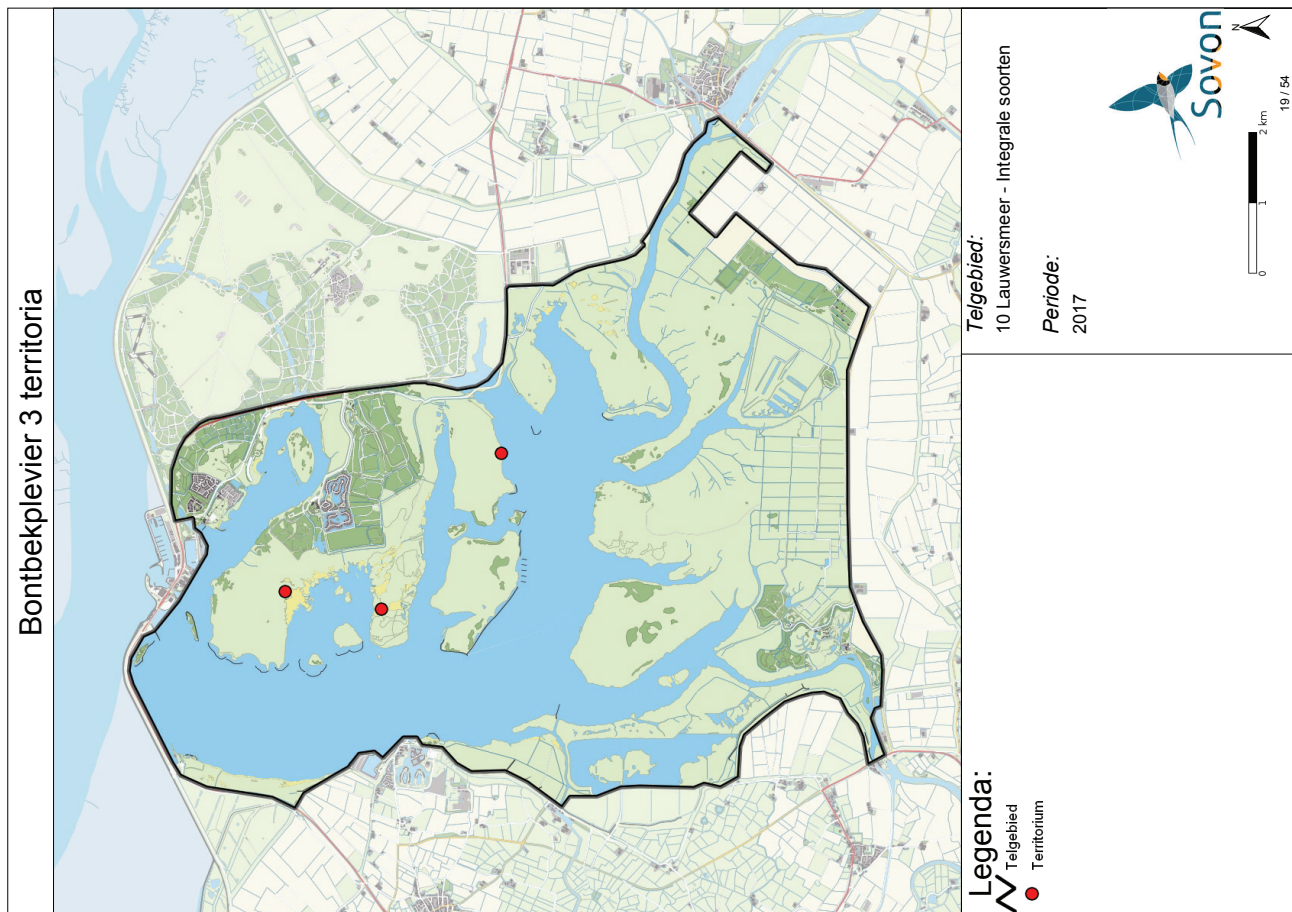 Bontbekplevier 3 territoria
Legenda:
Telgebied
Territorium
Telgebied:
10 Lauwersmeer - Integrale soorten
Periode:
2017
Sovon
N
0 1 2 km
19 / 54